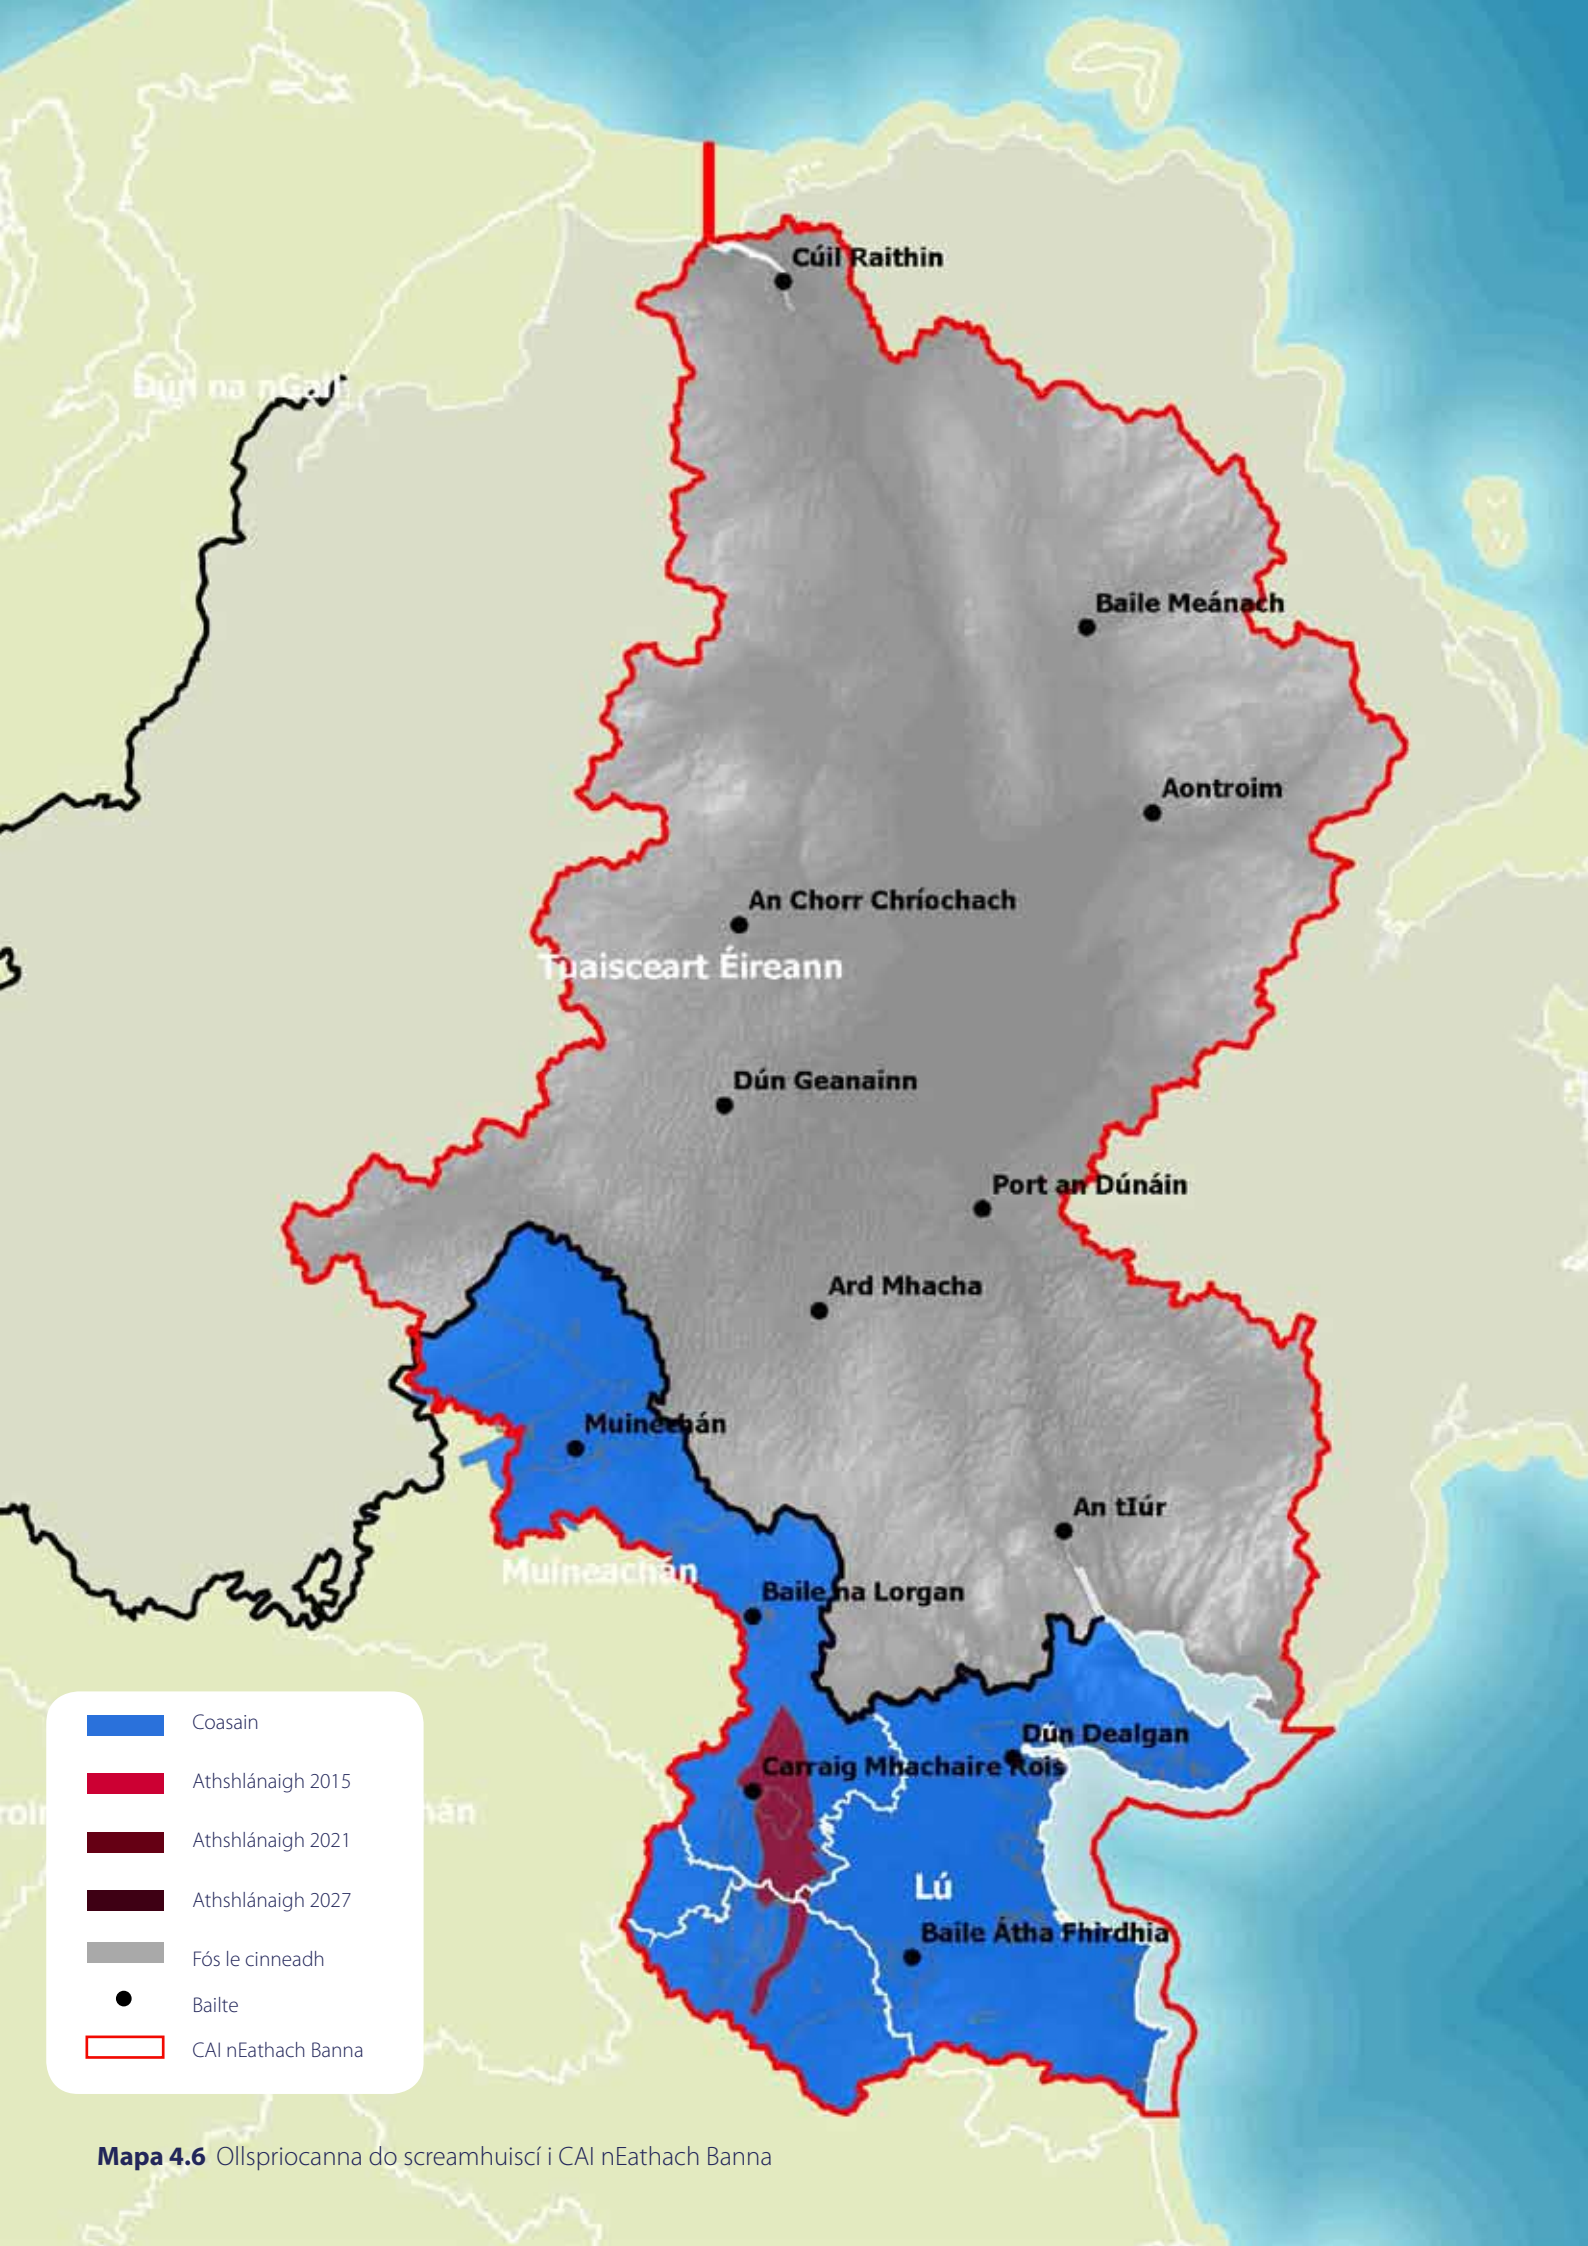 Cúil Raithin
Dún na nGall
Baile Meánach
Aontroim
An Chorr Chríochach
Tuaisceart Éireann
Dún Geanainn
Port an Dúnáin
Ard Mhacha
Muinechán
An tIúr
Muineachán
Baile na Lorgan
Dún Dealgan
Carraig Mhachaire Rois
Lú
Baile Átha Fhirdhia
Coasain
Athshlánaigh 2015
Athshlánaigh 2021
Athshlánaigh 2027
Fós le cinneadh
Bailte
CAI nEathach Banna
Mapa 4.6 Ollspriocanna do screamhuiscí i CAI nEathach Banna